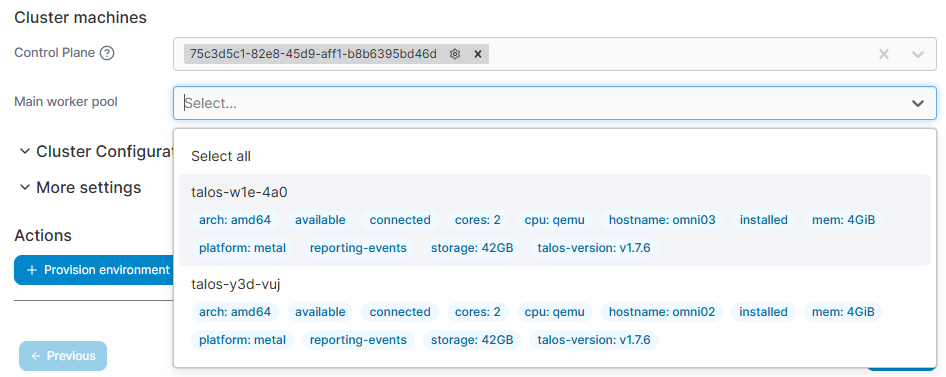 Cluster machines
Control Plane ? 75c3d5c1-82e8-45d9-aff1-b8b6395bd46d
Main worker pool Select...
Select all
Cluster Configurat
talos-w1e-4a0
More settings
arch: amd64 available connected cores: 2 cpu: qemu hostname: omni03 installed mem: 4GiB
platform: metal reporting-events storage: 42GB talos-version: v1.7.6
Actions
+ Provision environment
talos-y3d-vuj
arch: amd64 available connected cores: 2 cpu: qemu hostname: omni02 installed mem: 4GiB
platform: metal reporting-events storage: 42GB talos-version: v1.7.6
← Previous